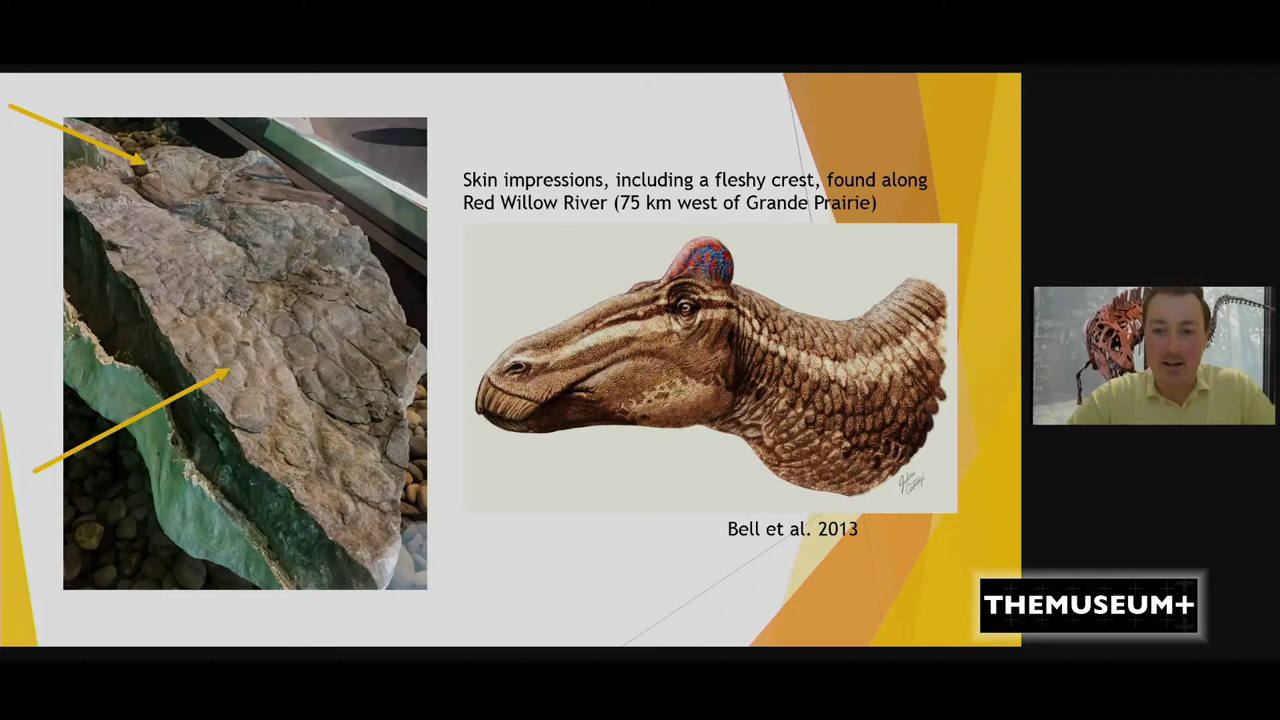 Skin impressions, including a fleshy crest, found along
Red Willow River (75 km west of Grande Prairie)
Bell et al. 2013
THEMUSEUM+